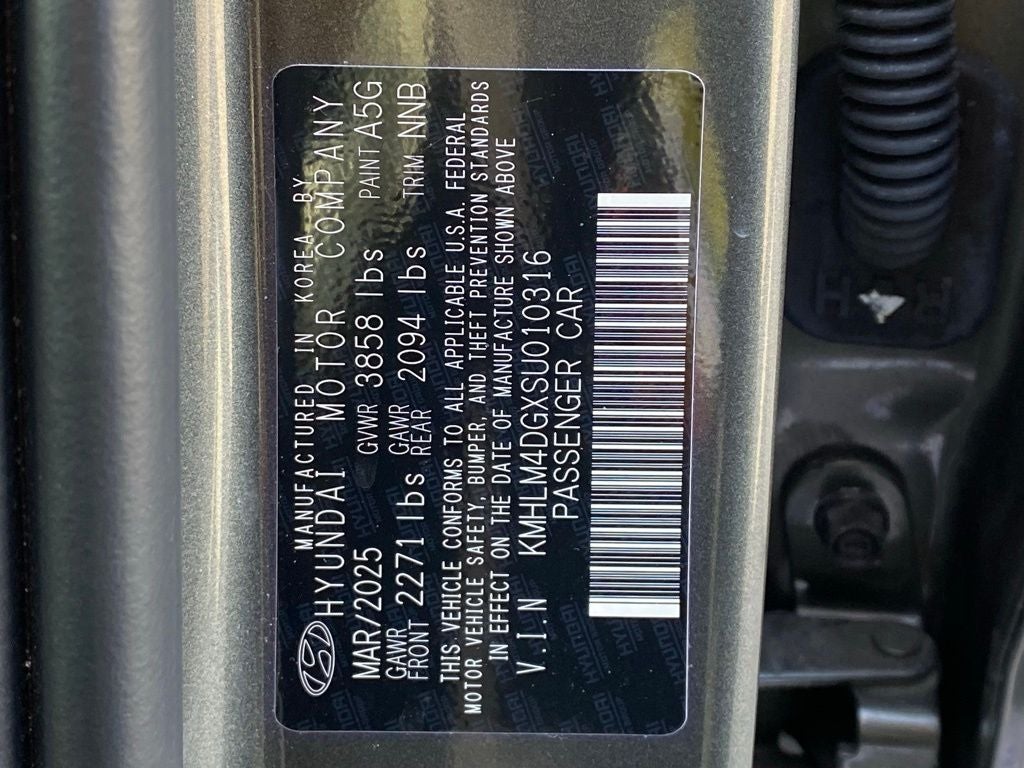 MANUFACTURED IN KOREA BY
HYUNDAI MOTOR COMPANY
MAR/2025 GVWR 3858 lbs PAINT A5G
GAWR FRONT 2271 lbs GAWR REAR 2094 lbs TRIM NNB
THIS VEHICLE CONFORMS TO ALL APPLICABLE U.S.A. FEDERAL
MOTOR VEHICLE SAFETY, BUMPER, AND THEFT PREVENTION STANDARDS
IN EFFECT ON THE DATE OF MANUFACTURE SHOWN ABOVE
V.I.N KMHLM4DGXSU010316
PASSENGER CAR
RH